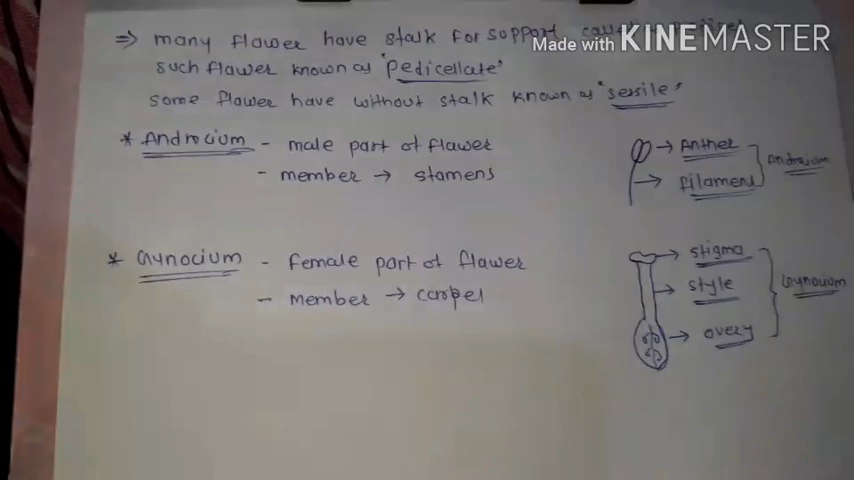 ⇒ many flower have stalk for support
such flower known as 'pedicellate'
some flower have without stalk known as 'sessile'
* Androcium - male part of flower
- member → stamens
→ Anther
→ filament
Androium
* Gynocium - female part of flower
- Member → carpel
→ stigma
→ style
→ overy
Gynocium
Made with KINEMASTER